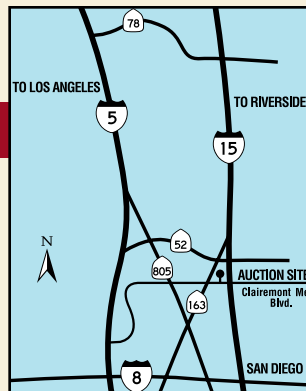 78
TO LOS ANGELES
5
TO RIVERSIDE
15
N
52
805
AUCTION SITE
Clairemont Me
Blvd.
163
8
SAN DIEGO